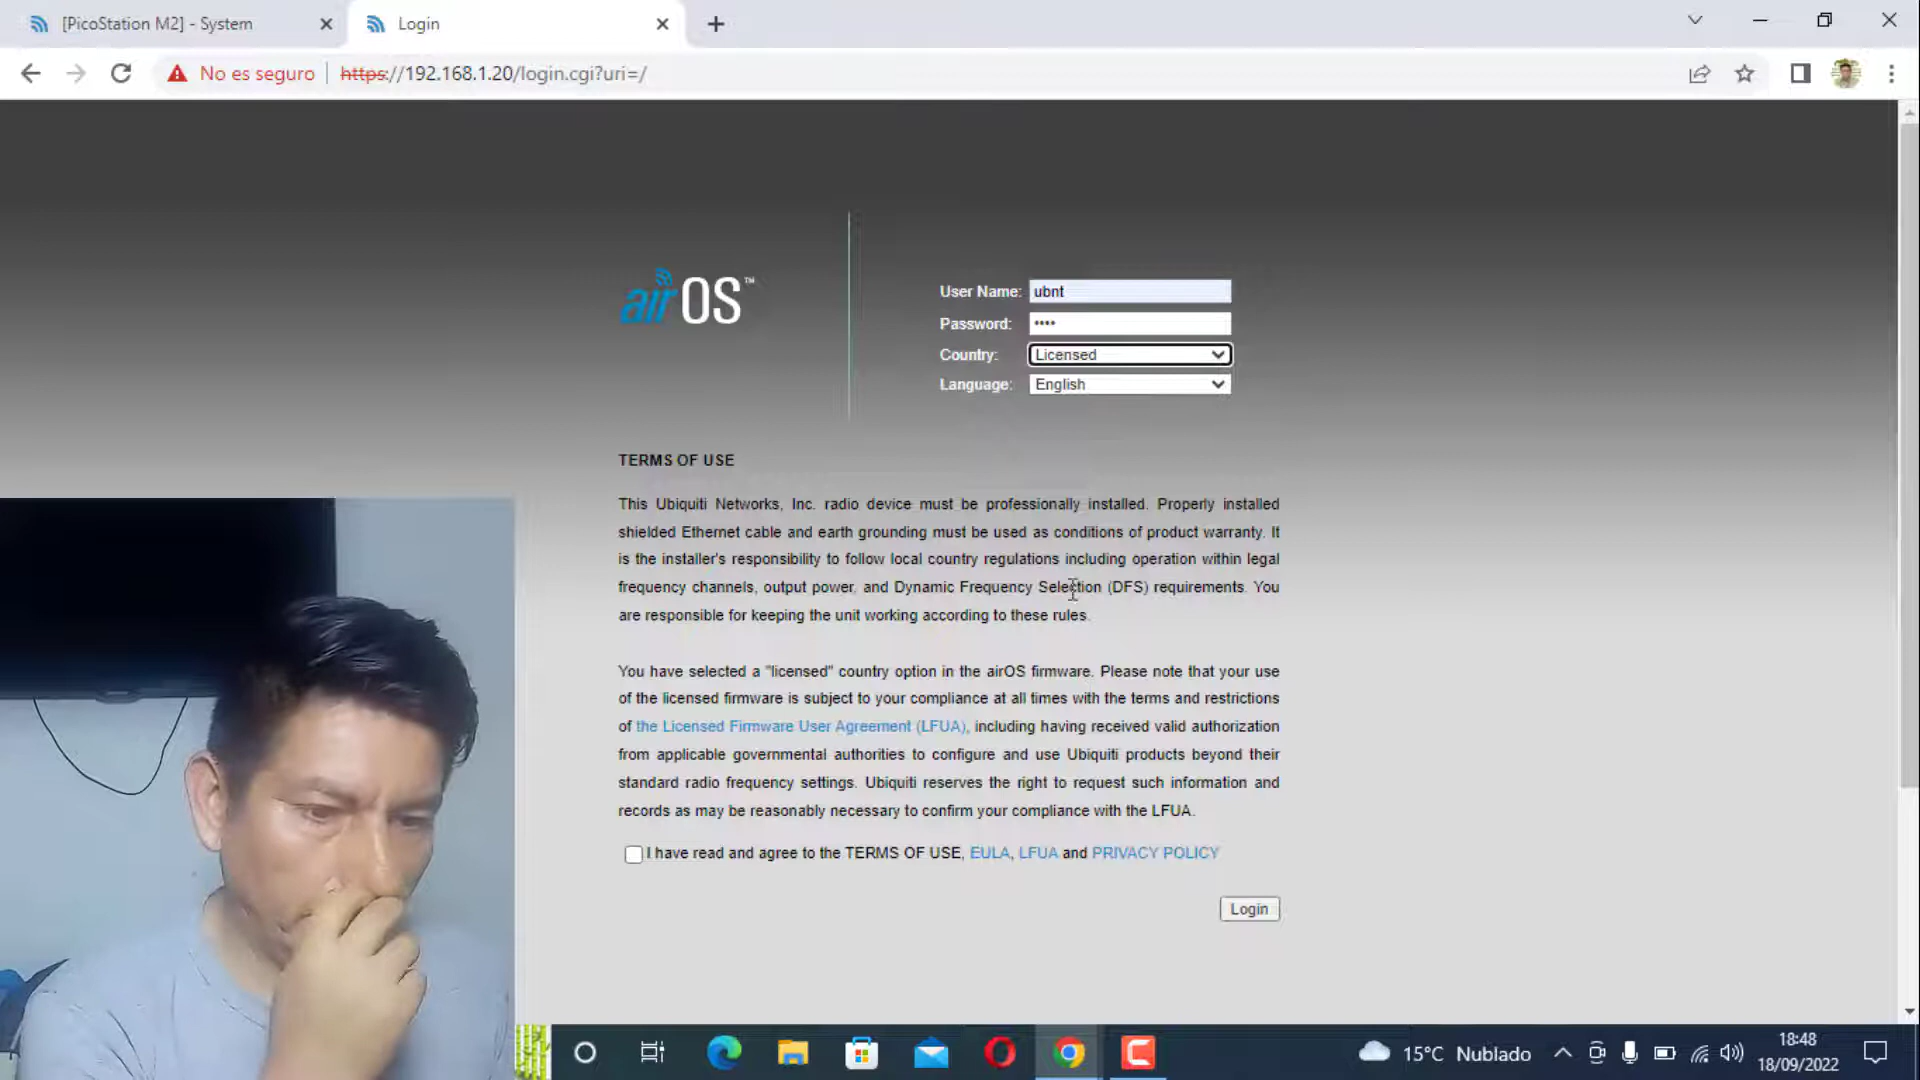 [PicoStation M2] - System
Login
No es seguro
https://192.168.1.20/login.cgi?uri=/
airOS™
User Name: ubnt
Password: ••••
Country: Licensed
Language: English
TERMS OF USE
This Ubiquiti Networks, Inc. radio device must be professionally installed. Properly installed
shielded Ethernet cable and earth grounding must be used as conditions of product warranty. It
is the installer's responsibility to follow local country regulations including operation within legal
frequency channels, output power, and Dynamic Frequency Selection (DFS) requirements. You
are responsible for keeping the unit working according to these rules.
You have selected a "licensed" country option in the airOS firmware. Please note that your use
of the licensed firmware is subject to your compliance at all times with the terms and restrictions
of the Licensed Firmware User Agreement (LFUA), including having received valid authorization
from applicable governmental authorities to configure and use Ubiquiti products beyond their
standard radio frequency settings. Ubiquiti reserves the right to request such information and
records as may be reasonably necessary to confirm your compliance with the LFUA.
I have read and agree to the TERMS OF USE, EULA, LFUA and PRIVACY POLICY
Login
15°C Nublado
18:48
18/09/2022